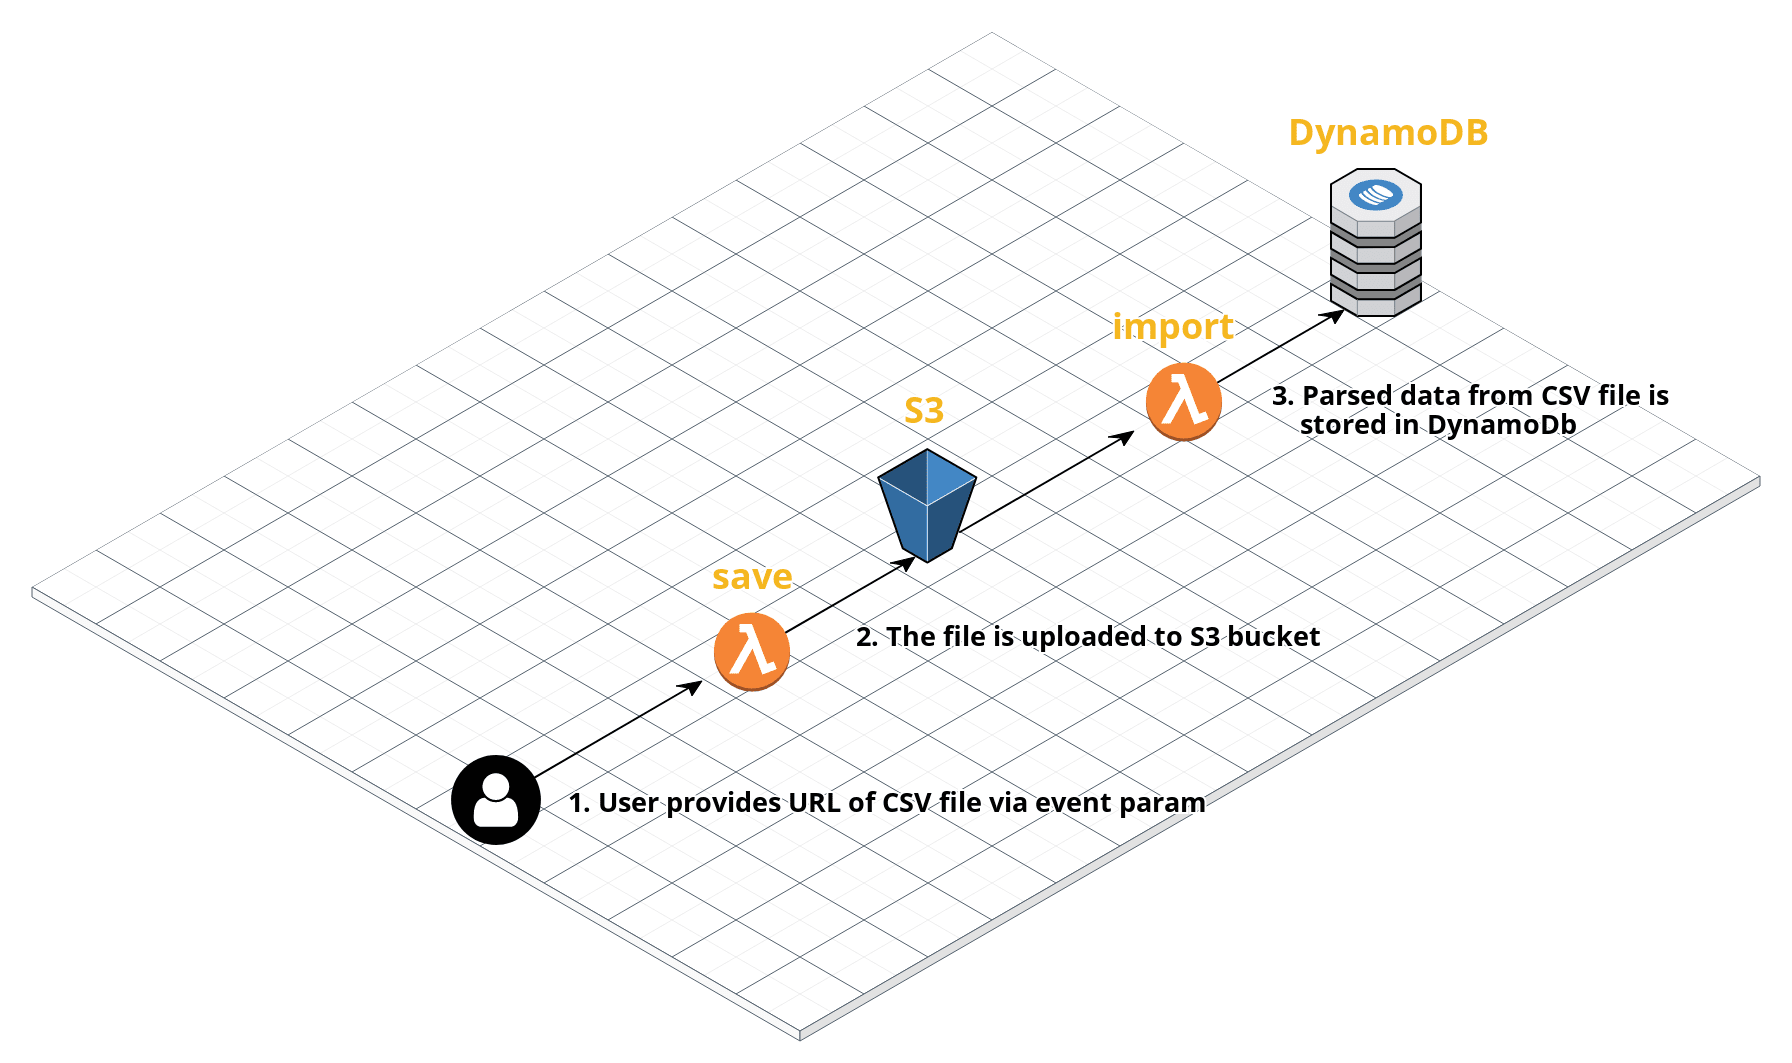 DynamoDB
import
3. Parsed data from CSV file is
stored in DynamoDb
S3
save
2. The file is uploaded to S3 bucket
1. User provides URL of CSV file via event param